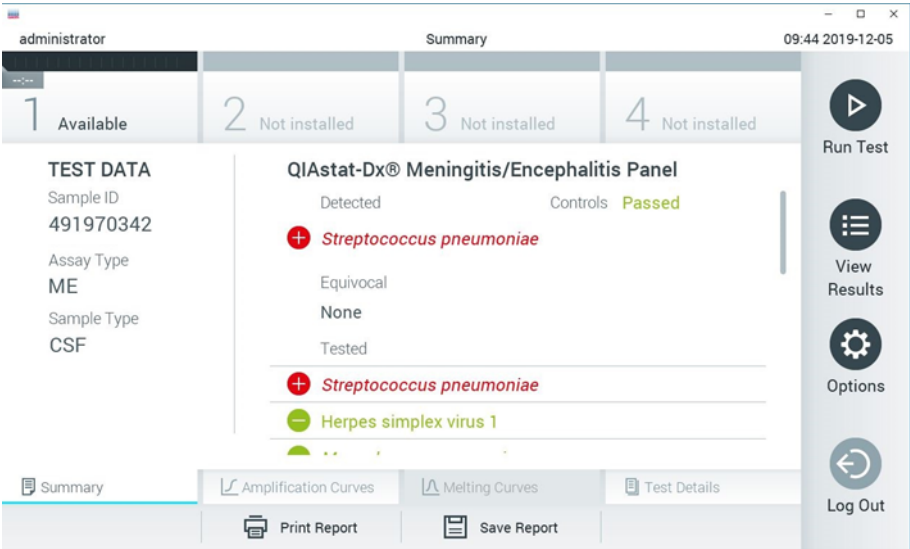 administrator Summary 09:44 2019-12-05
--:--
1 Available 2 Not installed 3 Not installed 4 Not installed
Run Test
TEST DATA
Sample ID
491970342
Assay Type
ME
Sample Type
CSF
QIAstat-Dx® Meningitis/Encephalitis Panel
Detected Controls Passed
Streptococcus pneumoniae
Equivocal
None
Tested
Streptococcus pneumoniae
Herpes simplex virus 1
View
Results
Options
Log Out
Summary Amplification Curves Melting Curves Test Details
Print Report Save Report